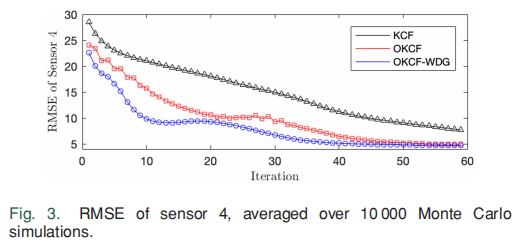 30
25
20
15
10
5
RMSE of Sensor 4
KCF
OKCF
OKCF-WDG
0 10 20 30 40 50 60
Iteration
Fig. 3. RMSE of sensor 4, averaged over 10 000 Monte Carlo
simulations.